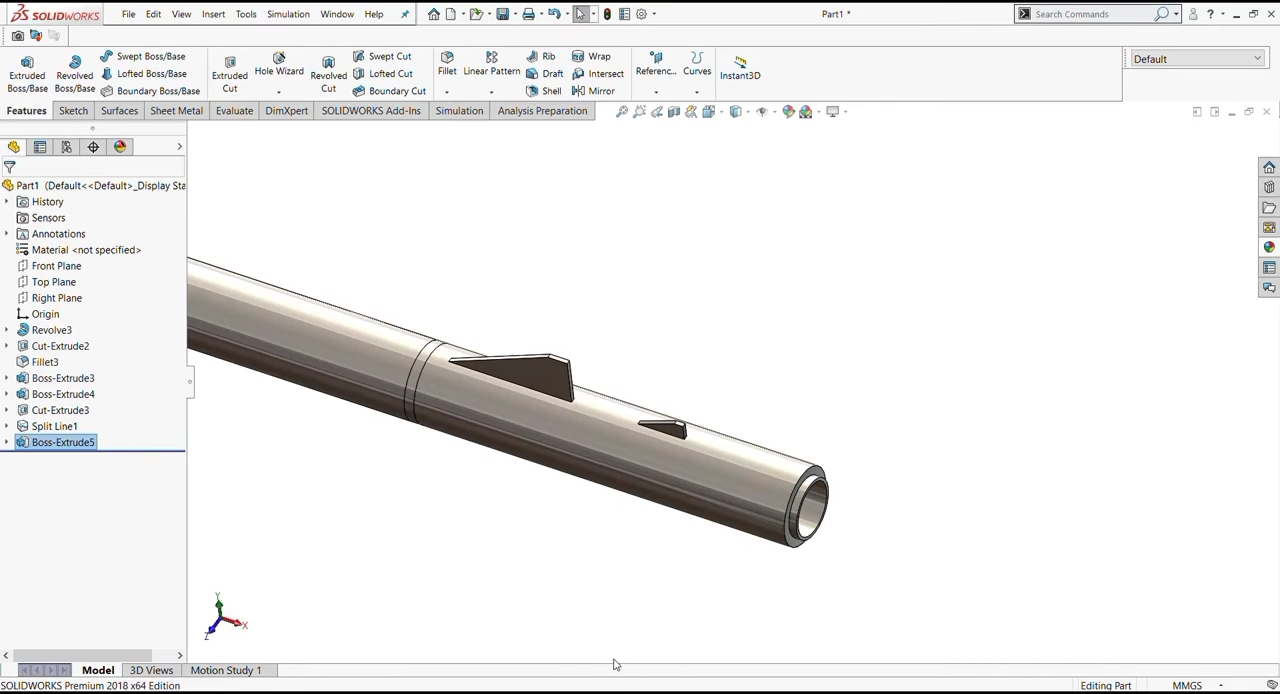 SOLIDWORKS File Edit View Insert Tools Simulation Window Help Part1 * Search Commands
Extruded Boss/Base Revolved Boss/Base Swept Boss/Base Lofted Boss/Base Boundary Boss/Base Extruded Cut Hole Wizard Revolved Cut Swept Cut Lofted Cut Boundary Cut Fillet Linear Pattern Rib Draft Shell Wrap Intersect Mirror Referenc... Curves Instant3D Default
Features Sketch Surfaces Sheet Metal Evaluate DimXpert SOLIDWORKS Add-Ins Simulation Analysis Preparation
Part1 (Default<<Default>_Display Sta
History
Sensors
Annotations
Material <not specified>
Front Plane
Top Plane
Right Plane
Origin
Revolve3
Cut-Extrude2
Fillet3
Boss-Extrude3
Boss-Extrude4
Cut-Extrude3
Split Line1
Boss-Extrude5
Y
X
Z
Model 3D Views Motion Study 1
SOLIDWORKS Premium 2018 x64 Edition Editing Part MMGS